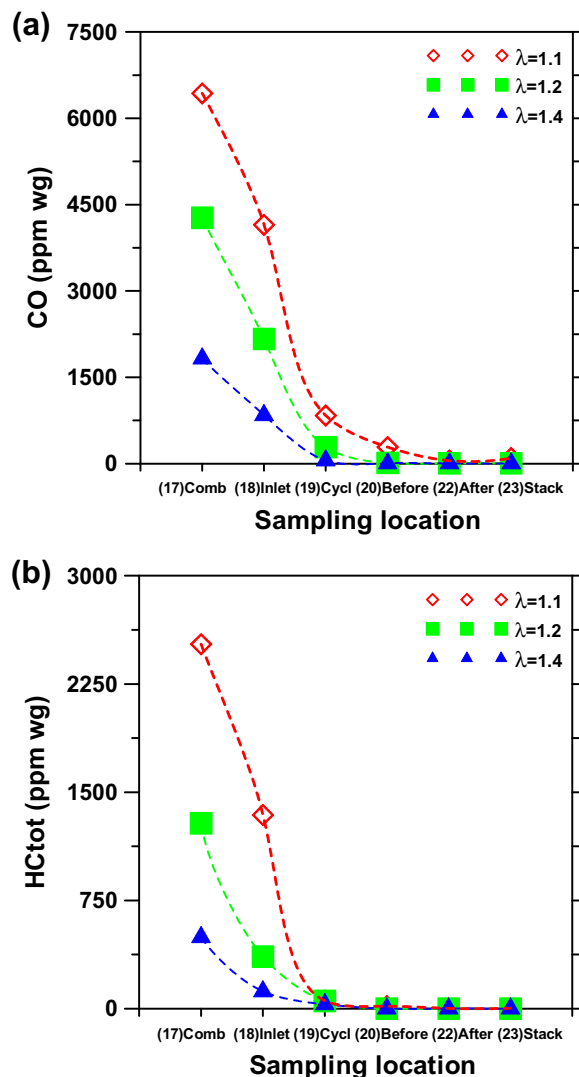 (a)
7500
6000
4500
3000
1500
0
CO (ppm wg)
λ=1.1
λ=1.2
λ=1.4
(17)Comb (18)Inlet (19)Cycl (20)Before (22)After (23)Stack
Sampling location
(b)
3000
2250
1500
750
0
HCtot (ppm wg)
λ=1.1
λ=1.2
λ=1.4
(17)Comb (18)Inlet (19)Cycl (20)Before (22)After (23)Stack
Sampling location